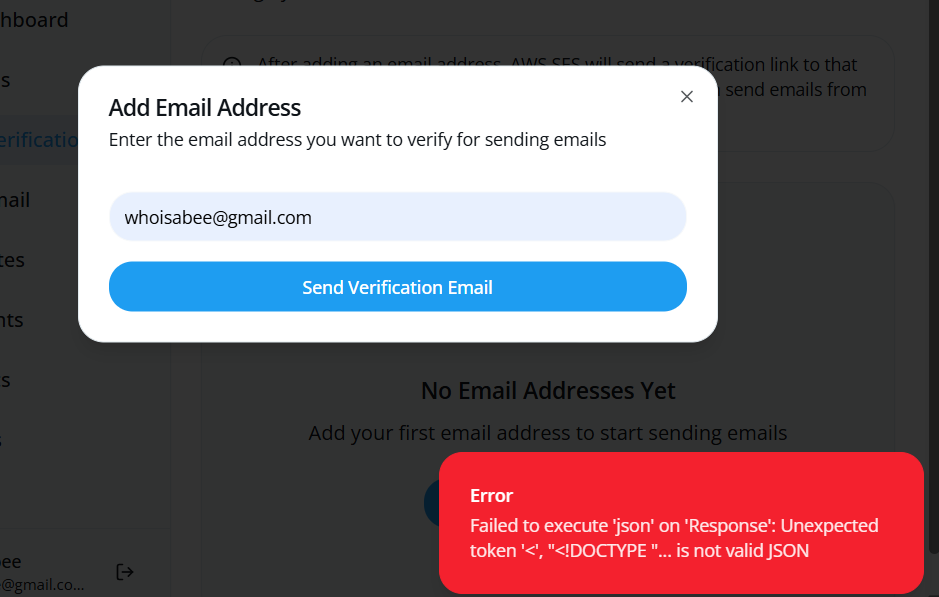 hboard
After adding an email address, AWS SES will send a verification link to that
send emails from
s
Add Email Address
Enter the email address you want to verify for sending emails
erificatio
whoisabee@gmail.com
nail
tes
Send Verification Email
nts
s
No Email Addresses Yet
Add your first email address to start sending emails
s
Error
Failed to execute 'json' on 'Response': Unexpected
token '<', "<!DOCTYPE "... is not valid JSON
ee
e@gmail.co...